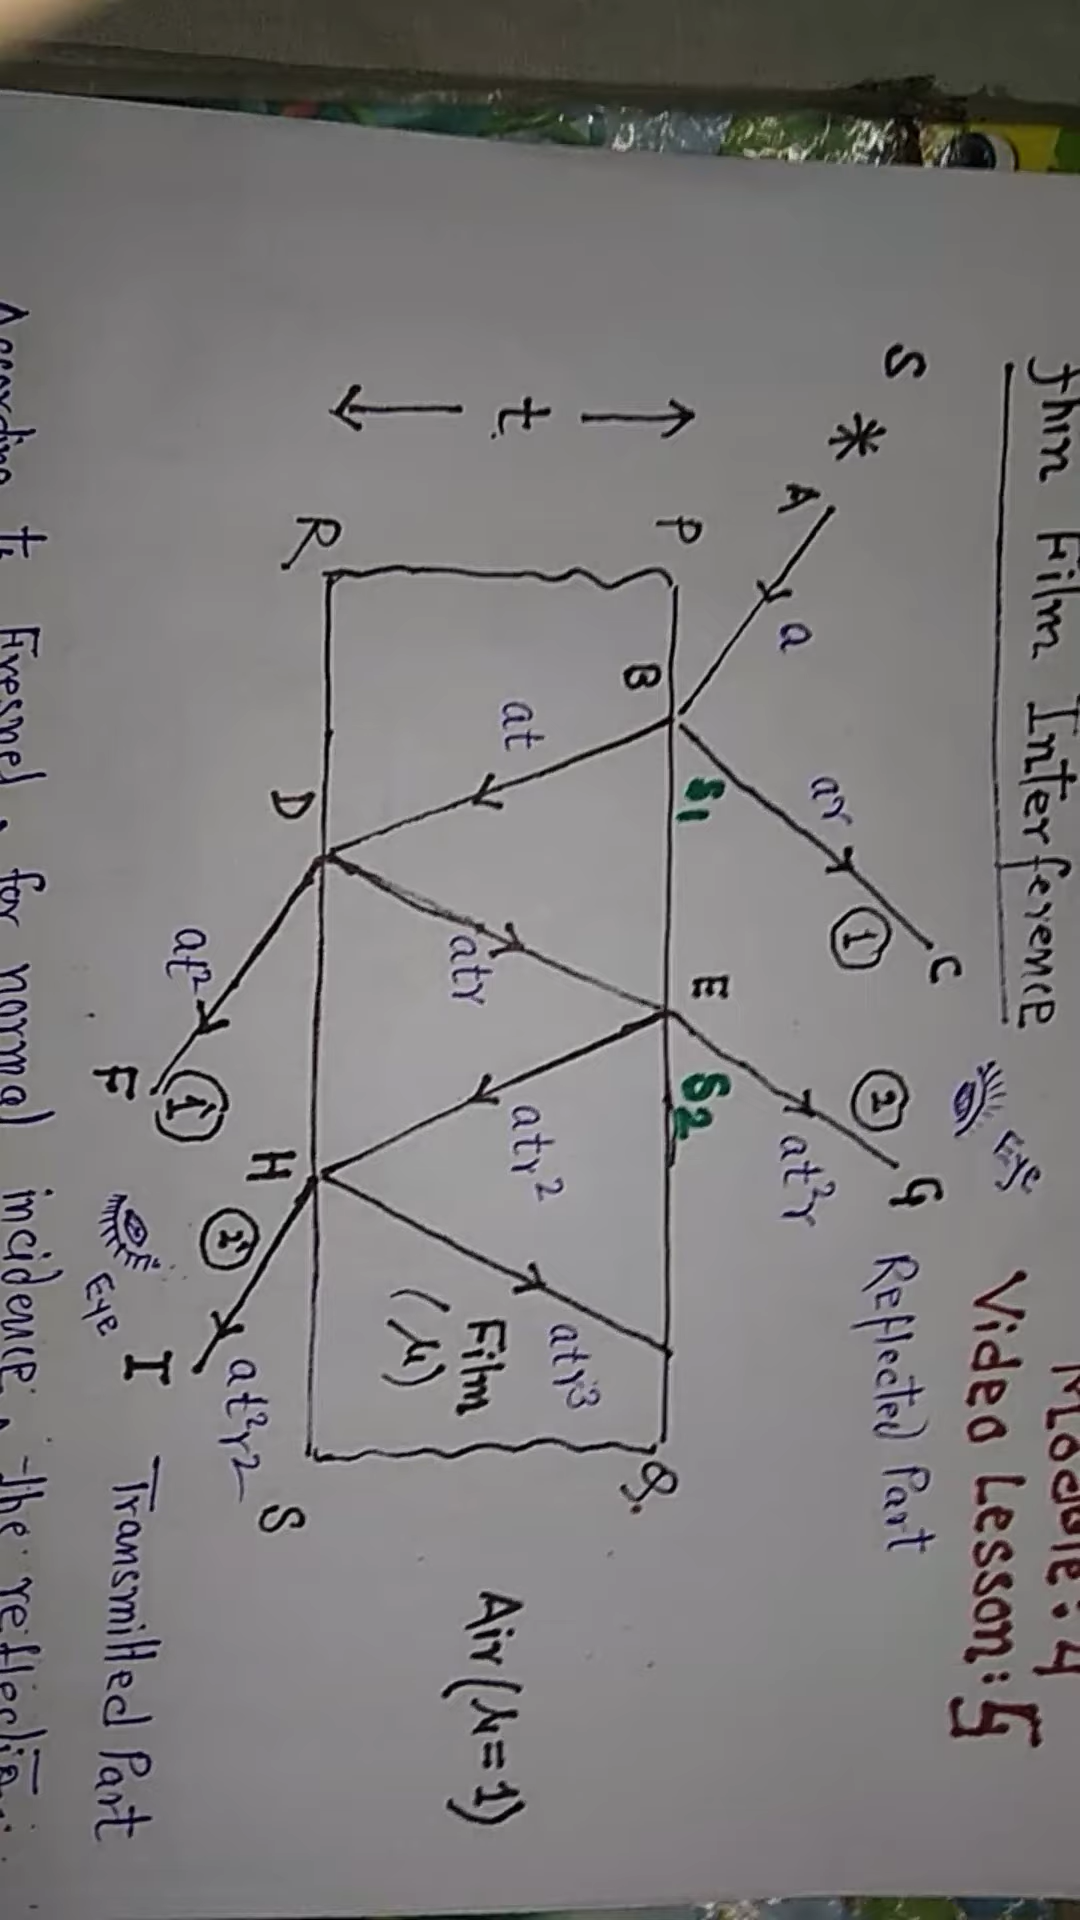 Module: 4
Thin Film Interference
Video Lesson: 5
Eye
S
C
G
Reflected Part
A
a
ar
1
2
at²r
P
B
S1
E
S2
Q.
t
at
atr
atr²
atr³
Film
(μ)
Air (μ=1)
R
D
H
S
at²
F
1
2
at²r²
Eye
I
Transmitted Part
According to Fresnel, for normal incidence, the